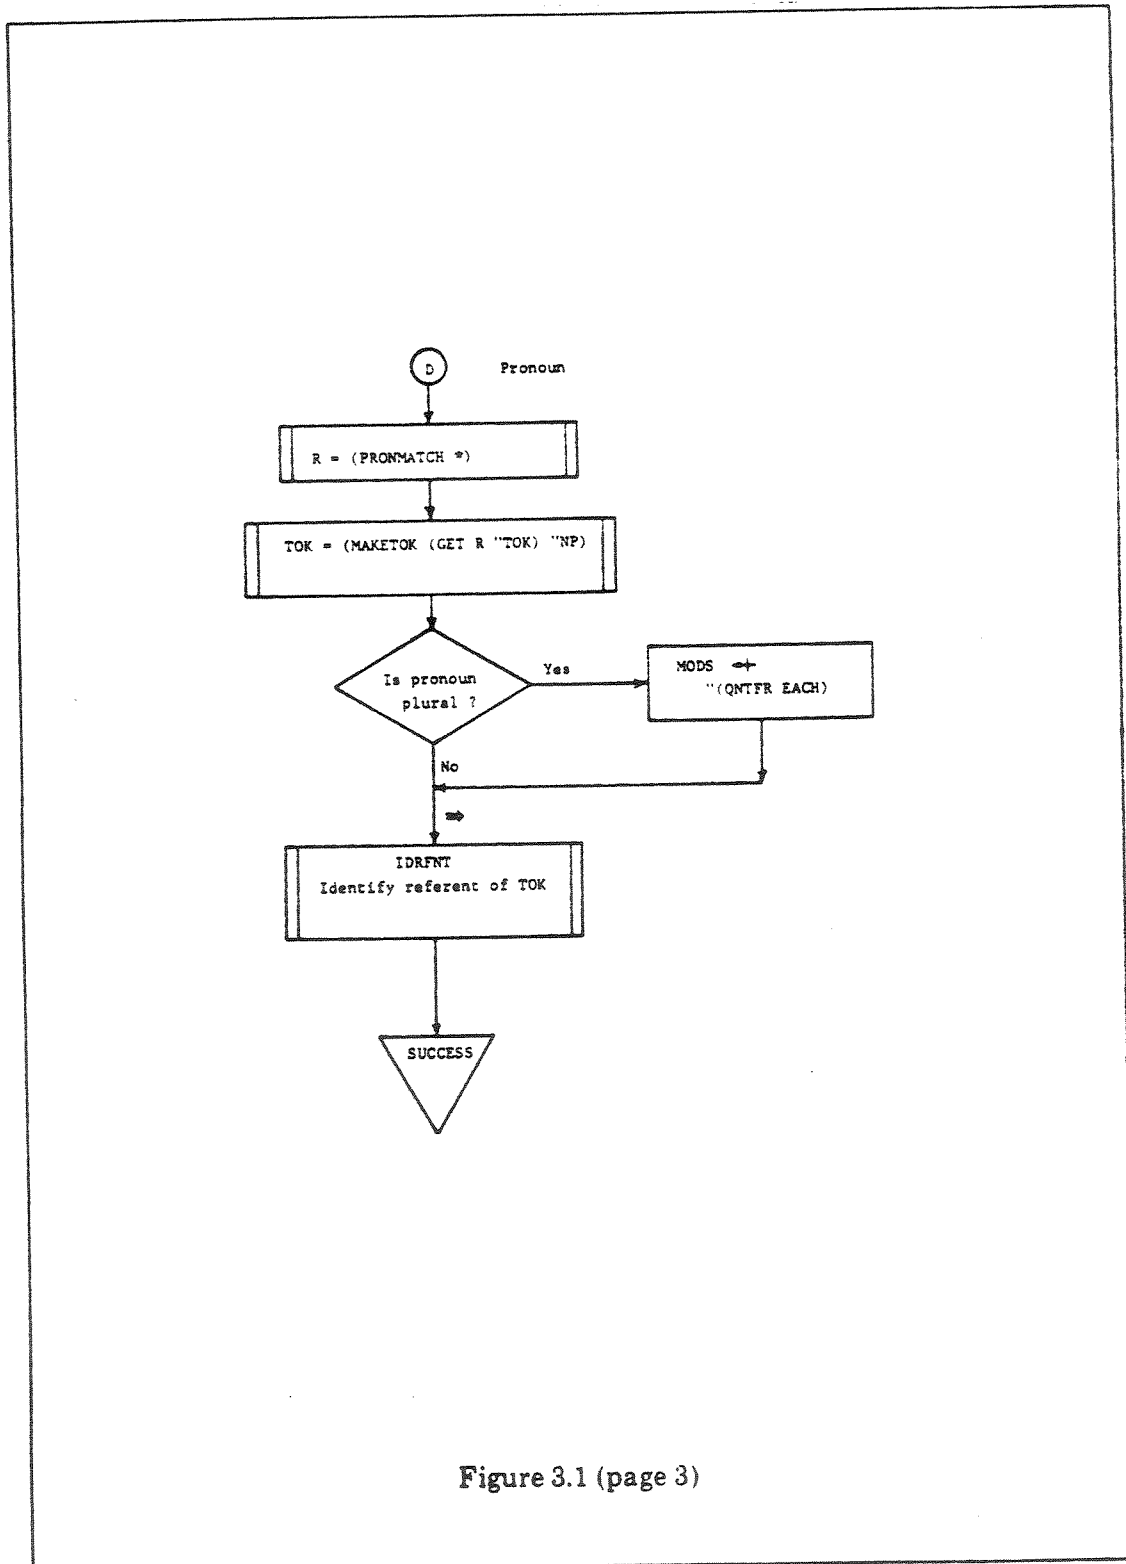 D Pronoun
R = (PRONMATCH *)
TOK = (MAKETOK (GET R "TOK) "NP)
Is pronoun
plural ?
Yes
MODS
"(QNTFR EACH)
No
IDRFNT
Identify referent of TOK
SUCCESS
Figure 3.1 (page 3)